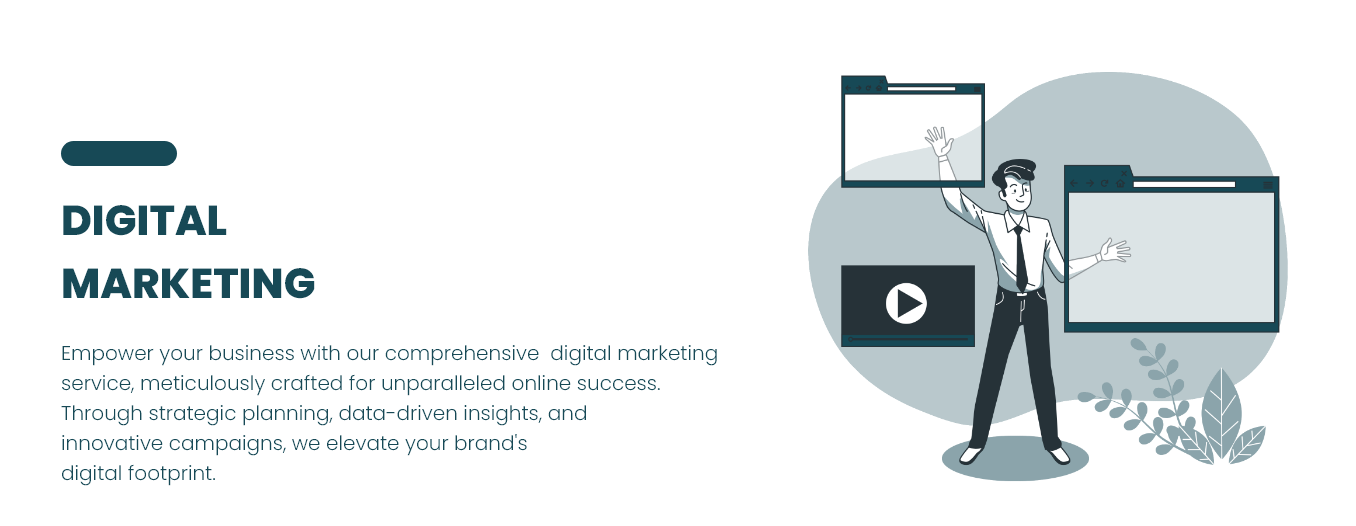 DIGITAL
MARKETING
Empower your business with our comprehensive  digital marketing
service, meticulously crafted for unparalleled online success.
Through strategic planning, data-driven insights, and
innovative campaigns, we elevate your brand's
digital footprint.